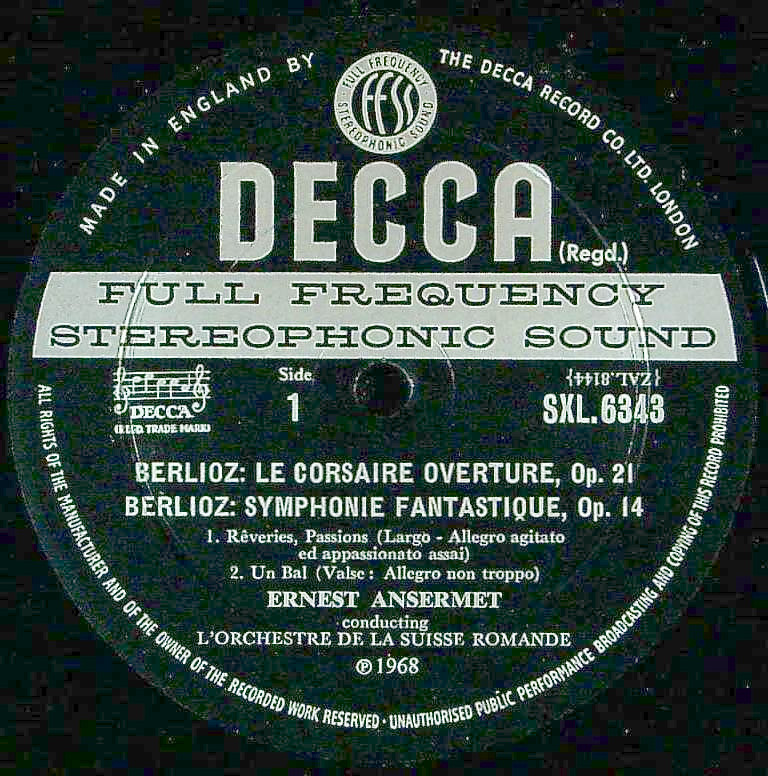 MADE IN ENGLAND BY
THE DECCA RECORD CO. LTD. LONDON
FULL FREQUENCY
FFSS
STEREOPHONIC SOUND
DECCA
(Regd.)
FULL FREQUENCY
STEREOPHONIC SOUND
DECCA
(REGD. TRADE MARK)
Side
1
{ZAL.8144}
SXL.6343
BERLIOZ: LE CORSAIRE OVERTURE, Op. 21
BERLIOZ: SYMPHONIE FANTASTIQUE, Op. 14
1. Rêveries, Passions (Largo - Allegro agitato
ed appassionato assai)
2. Un Bal (Valse : Allegro non troppo)
ERNEST ANSERMET
conducting
L'ORCHESTRE DE LA SUISSE ROMANDE
℗ 1968
ALL RIGHTS OF THE MANUFACTURER AND OF THE OWNER OF THE RECORDED WORK RESERVED · UNAUTHORISED PUBLIC PERFORMANCE BROADCASTING AND COPYING OF THIS RECORD PROHIBITED